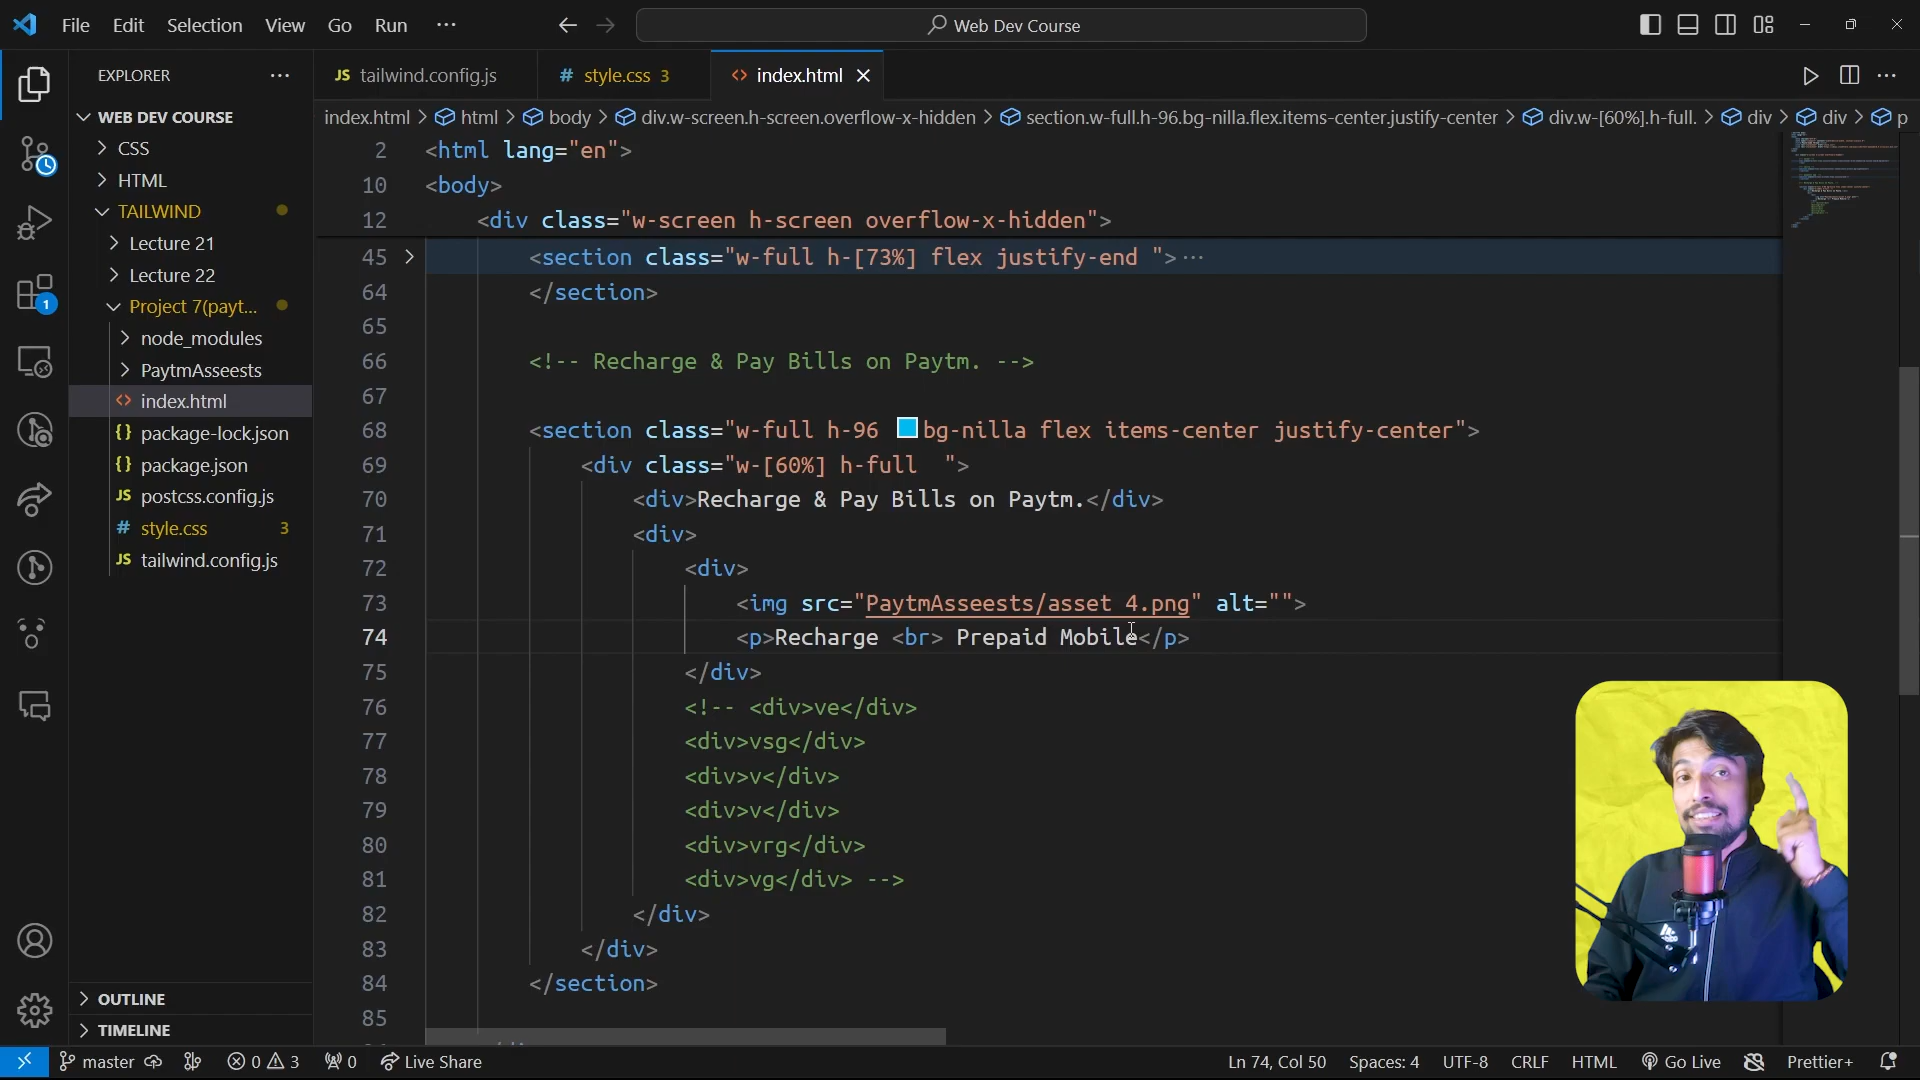 File Edit Selection View Go Run ··· Web Dev Course
EXPLORER ···
JS tailwind.config.js # style.css 3 <> index.html
WEB DEV COURSE
CSS
HTML
TAILWIND
Lecture 21
Lecture 22
Project 7(payt...
node_modules
PaytmAsseests
<> index.html
{} package-lock.json
{} package.json
JS postcss.config.js
# style.css 3
JS tailwind.config.js
OUTLINE
TIMELINE
index.html > html > body > div.w-screen.h-screen.overflow-x-hidden > section.w-full.h-96.bg-nilla.flex.items-center.justify-center > div.w-[60%].h-full. > div > div > p
2 <html lang="en">
10 <body>
12 <div class="w-screen h-screen overflow-x-hidden">
45 <section class="w-full h-[73%] flex justify-end ">···
64 </section>
65
66 <!-- Recharge & Pay Bills on Paytm. -->
67
68 <section class="w-full h-96 bg-nilla flex items-center justify-center">
69 <div class="w-[60%] h-full  ">
70 <div>Recharge & Pay Bills on Paytm.</div>
71 <div>
72 <div>
73 <img src="PaytmAsseests/asset 4.png" alt="">
74 <p>Recharge <br> Prepaid Mobile</p>
75 </div>
76 <!-- <div>ve</div>
77 <div>vsg</div>
78 <div>v</div>
79 <div>v</div>
80 <div>vrg</div>
81 <div>vg</div> -->
82 </div>
83 </div>
84 </section>
85
1
master 0 3 0 Live Share Ln 74, Col 50 Spaces: 4 UTF-8 CRLF HTML Go Live Prettier+